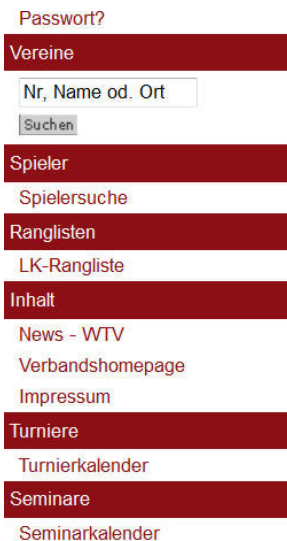 Passwort?
Vereine
Nr, Name od. Ort
Suchen
Spieler
Spielersuche
Ranglisten
LK-Rangliste
Inhalt
News - WTV
Verbandshomepage
Impressum
Turniere
Turnierkalender
Seminare
Seminarkalender